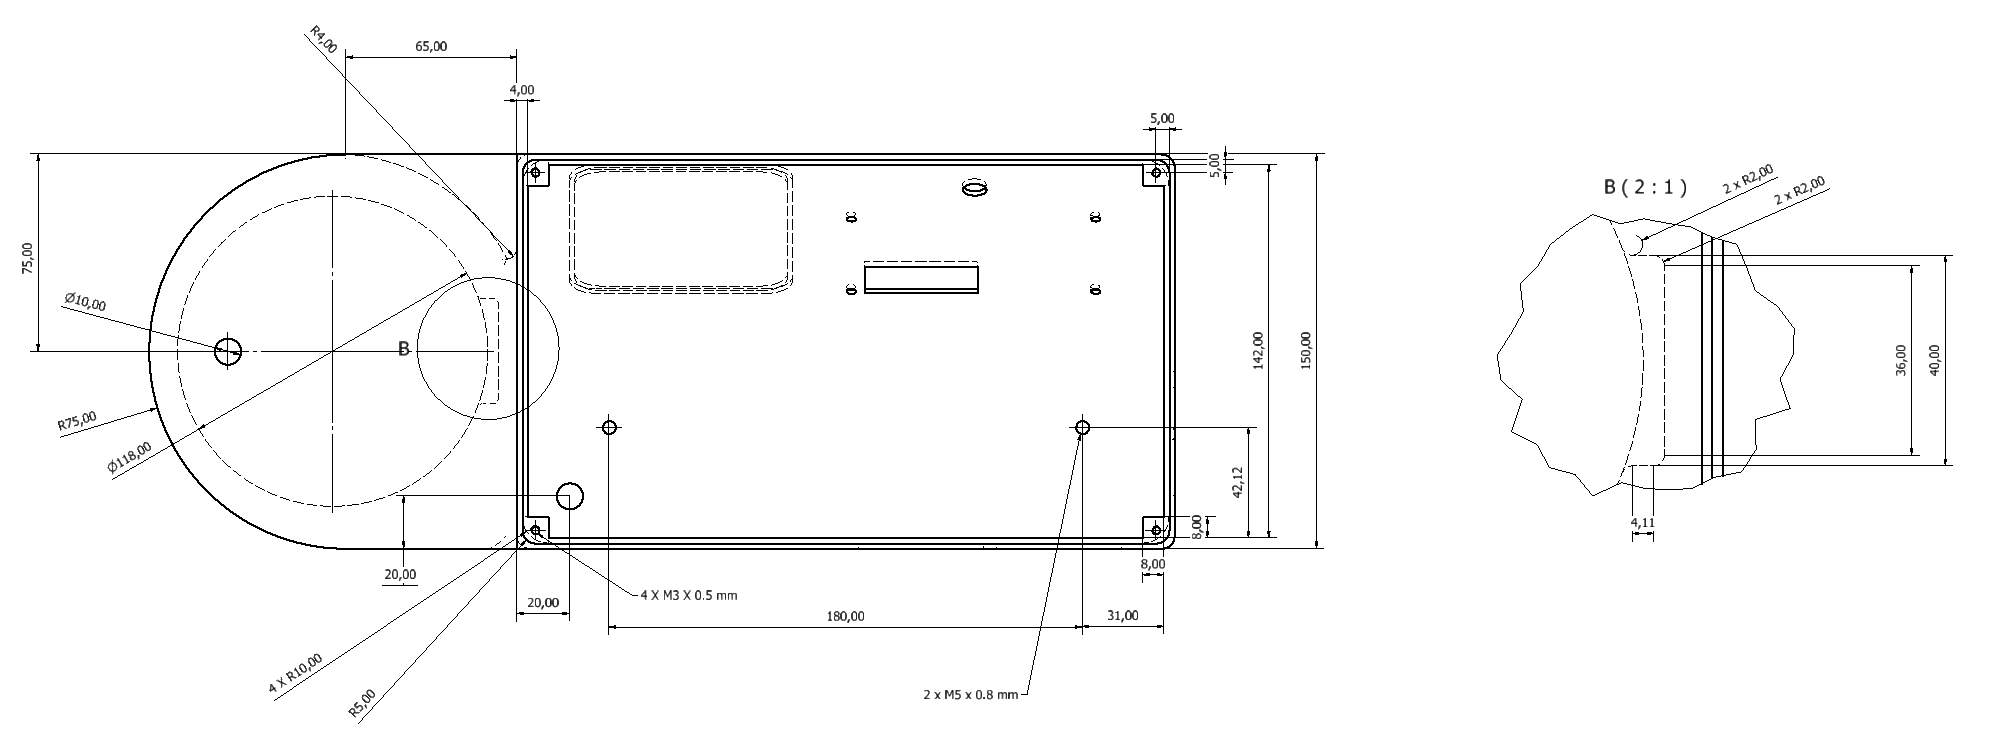 R4,00
65,00
4,00
5,00
5,00
75,00
Ø10,00
B
R75,00
Ø118,00
142,00
150,00
42,12
8,00
8,00
20,00
20,00
4 X M3 X 0.5 mm
180,00
31,00
4 X R10,00
R5,00
2 x M5 x 0.8 mm
B ( 2 : 1 )
2 x R2,00
2 x R2,00
36,00
40,00
4,11